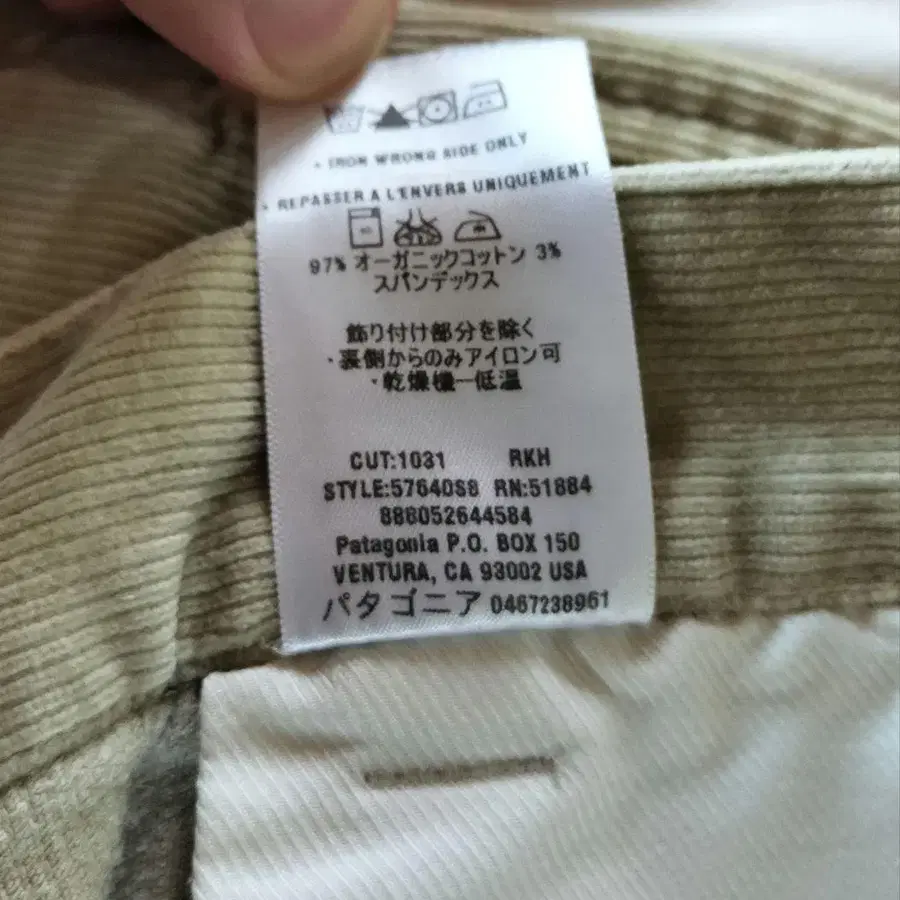 • IRON WRONG SIDE ONLY
• REPASSER A L'ENVERS UNIQUEMENT
97% オーガニックコットン 3%
スパンデックス
飾り付け部分を除く
・裏側からのみアイロン可
・乾燥機ー低温
CUT:1031 RKH
STYLE:57640S8 RN:51884
888052644584
Patagonia P.O. BOX 150
VENTURA, CA 93002 USA
パタゴニア 0467238961